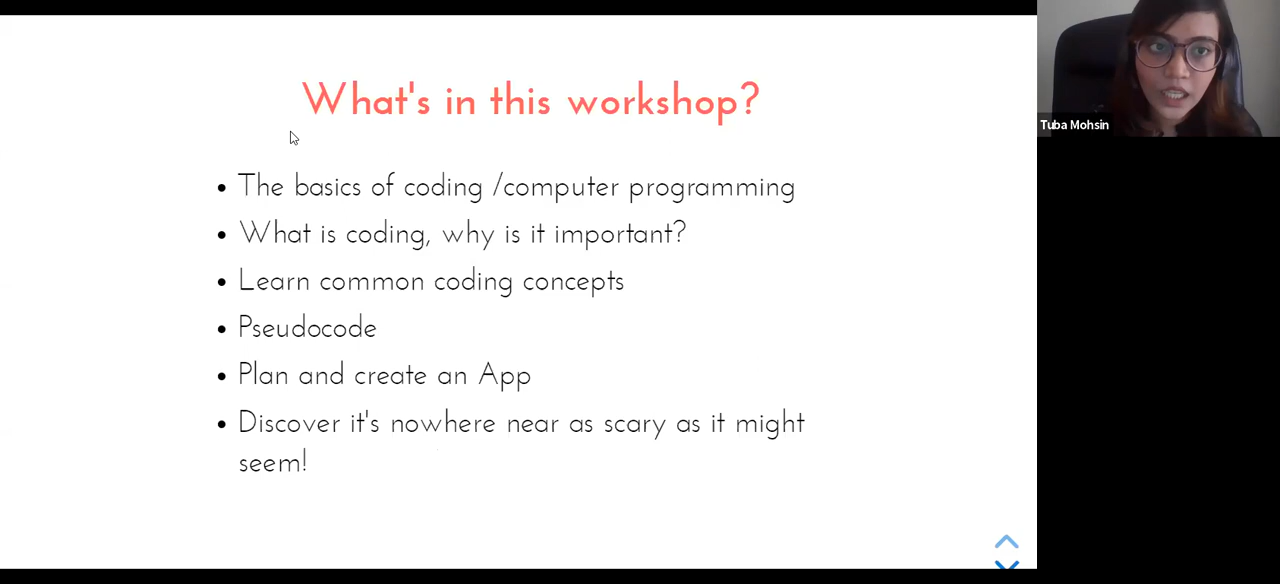 What's in this workshop?
Tuba Mohsin
The basics of coding /computer programming
What is coding, why is it important?
Learn common coding concepts
Pseudocode
Plan and create an App
Discover it's nowhere near as scary as it might
seem!